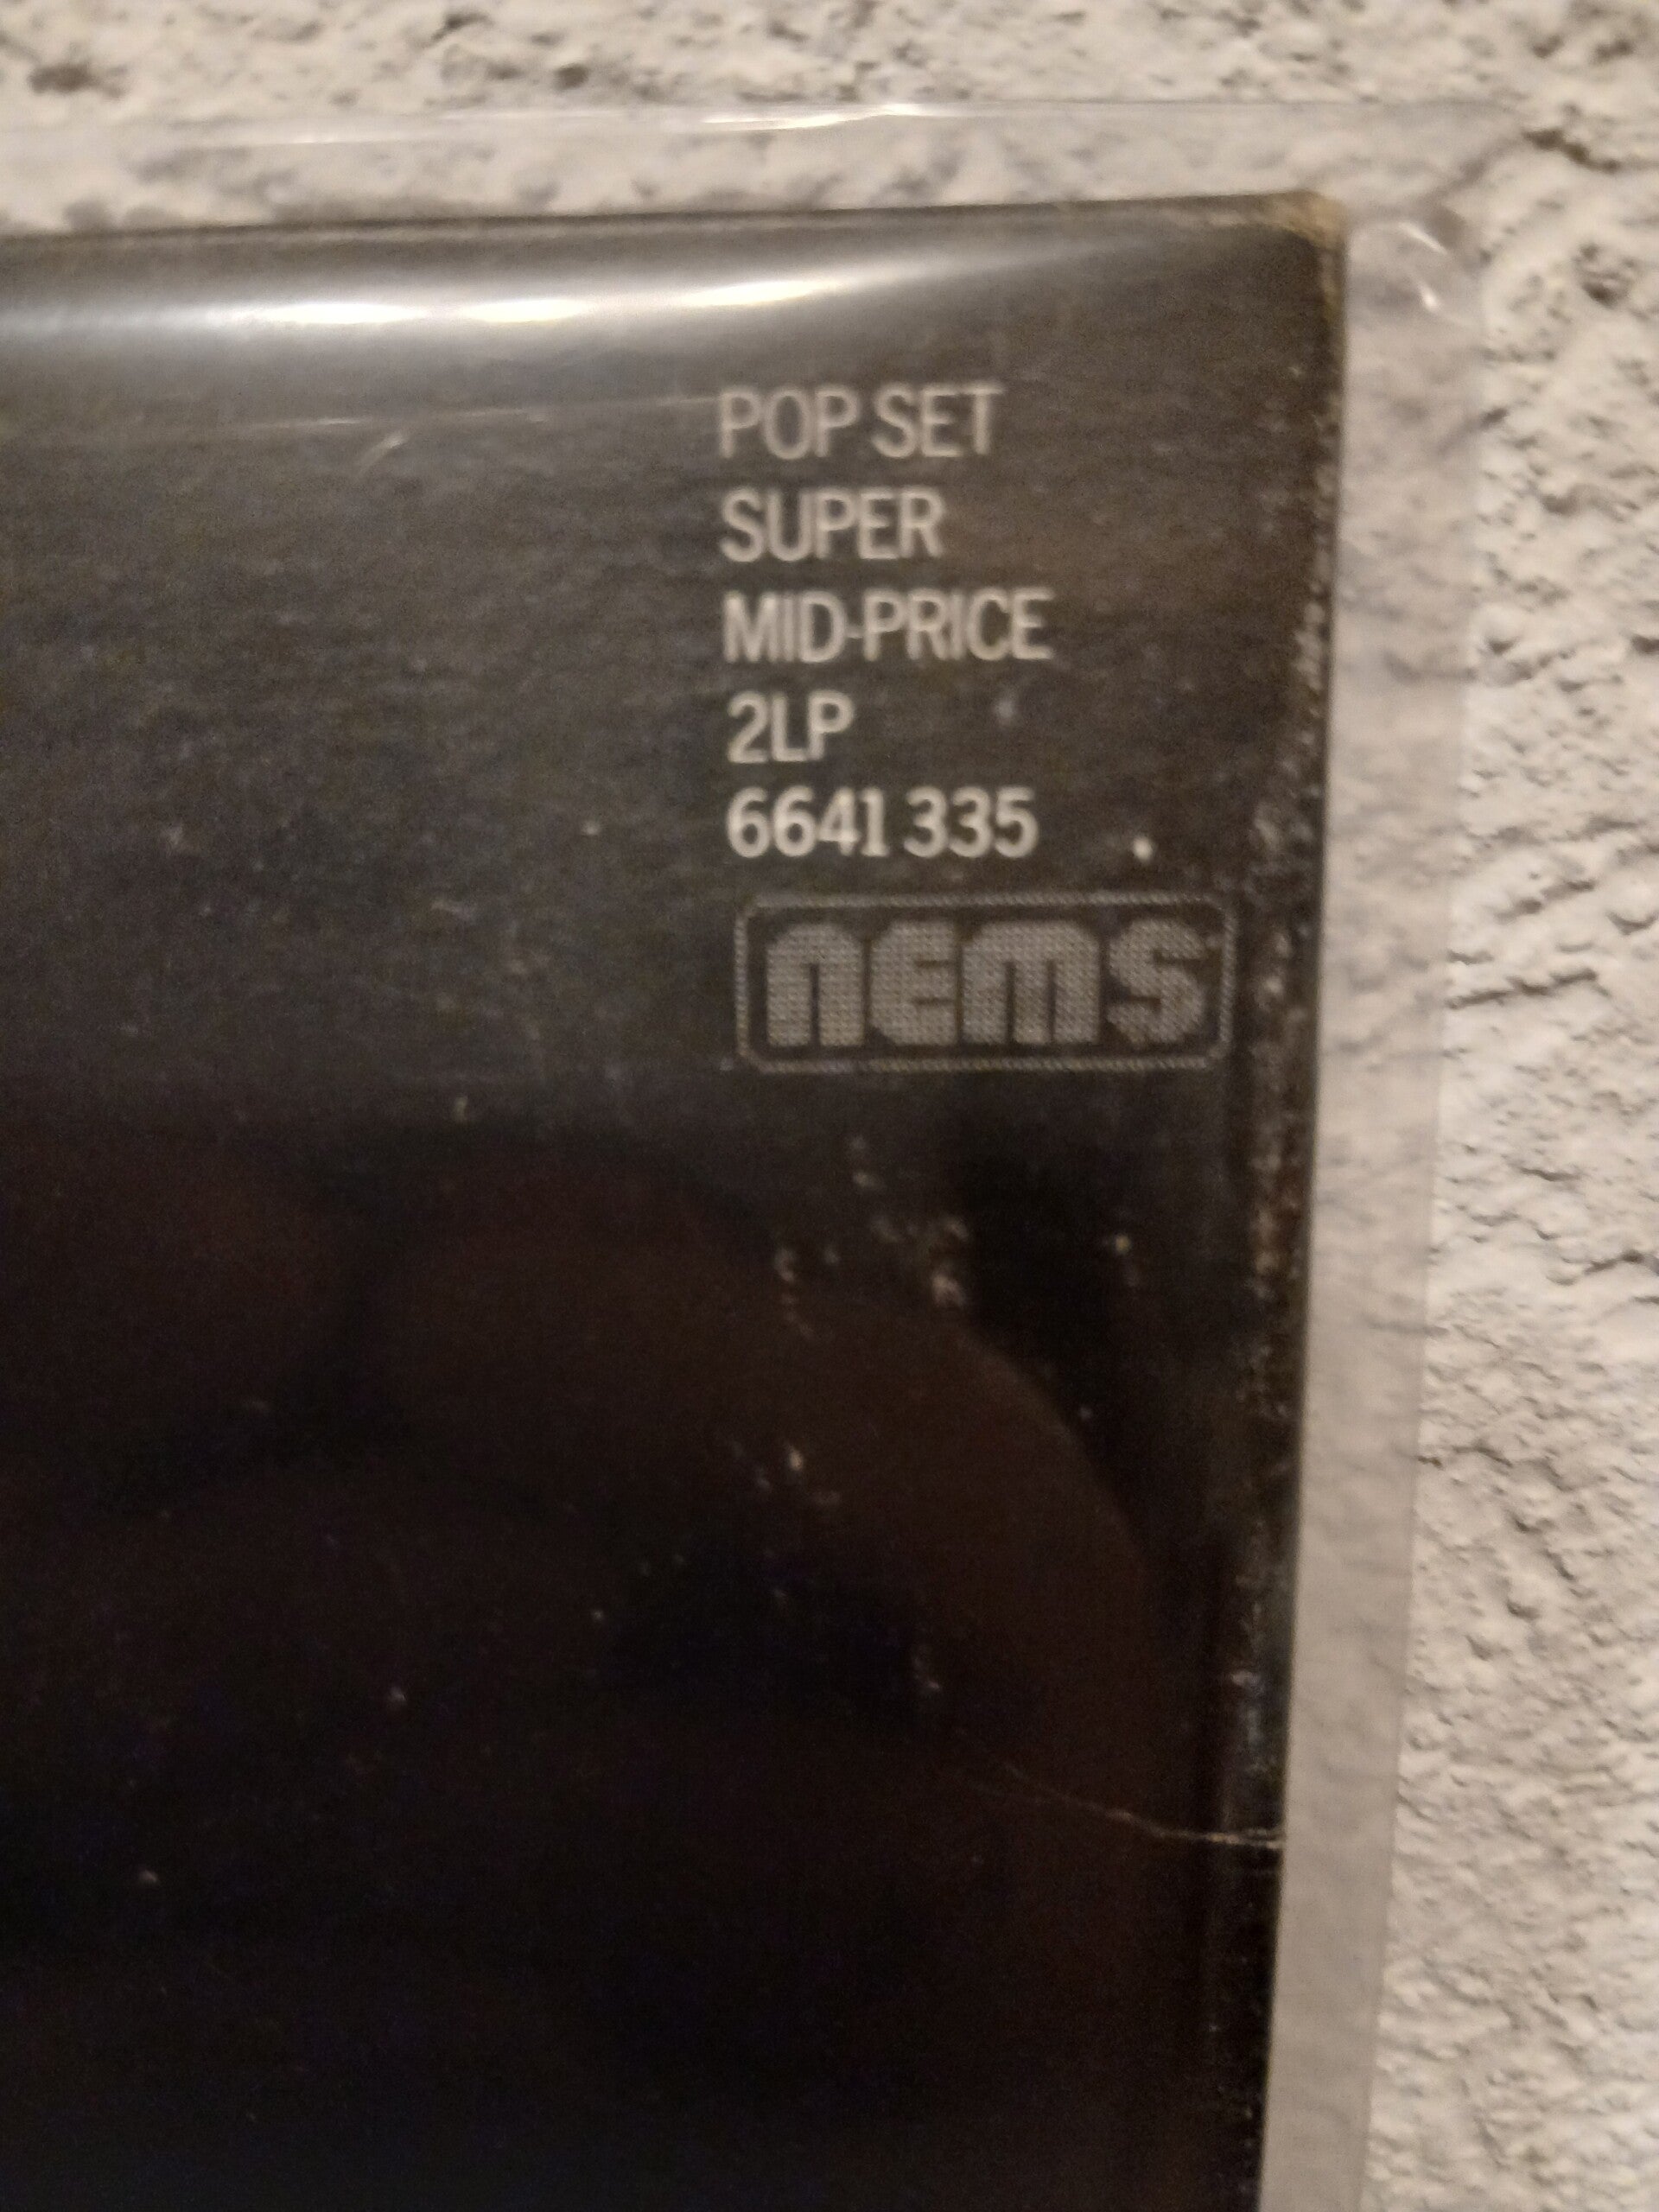 POP SET
SUPER
MID-PRICE
2LP
6641 335
nems